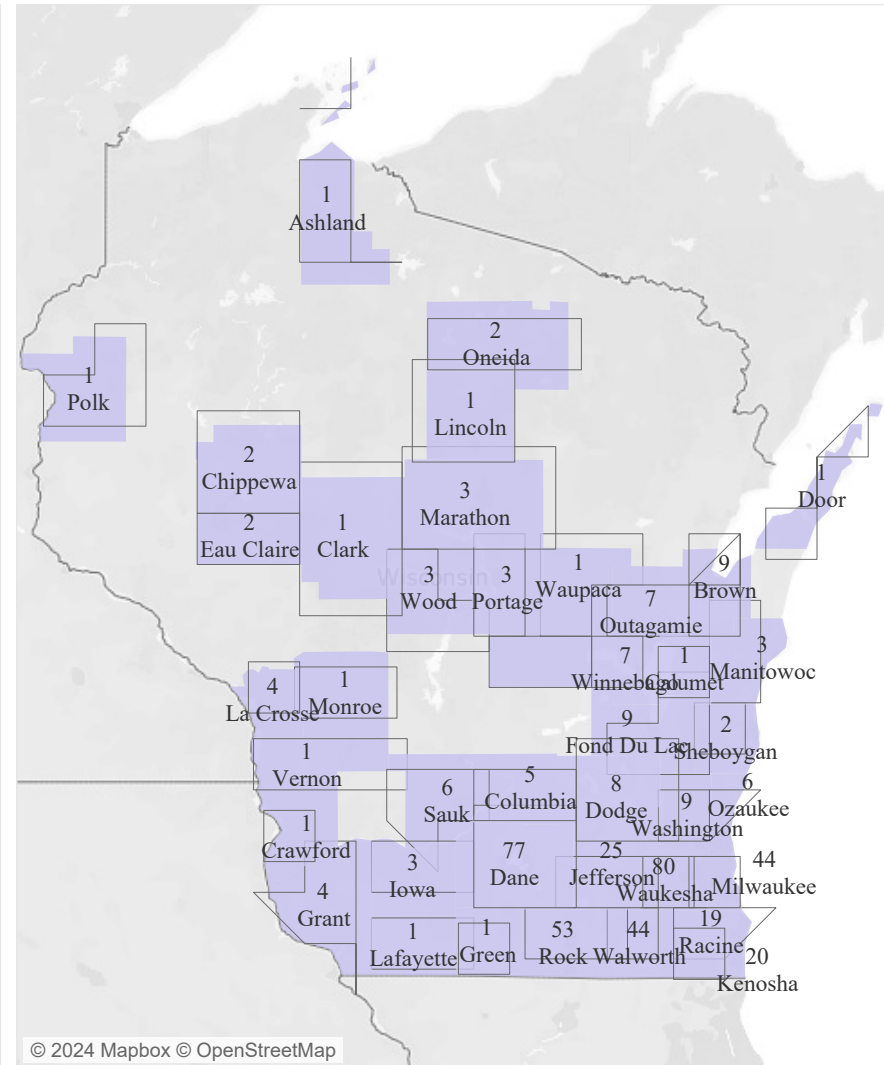 1
Ashland
2
Oneida
1
Polk
1
Lincoln
2
Chippewa
3
Marathon
1
Door
2
Eau Claire
1
Clark
Wisconsin
3
Wood
3
Portage
1
Waupaca
9
Brown
7
Outagamie
7
Winnebago
1
Calumet
3
Manitowoc
4
La Crosse
1
Monroe
9
Fond Du Lac
2
Sheboygan
1
Vernon
6
Sauk
5
Columbia
8
Dodge
9
Washington
6
Ozaukee
1
Crawford
3
Iowa
77
Dane
25
Jefferson
80
Waukesha
44
Milwaukee
4
Grant
1
Lafayette
1
Green
53
Rock
44
Walworth
19
Racine
20
Kenosha
© 2024 Mapbox © OpenStreetMap